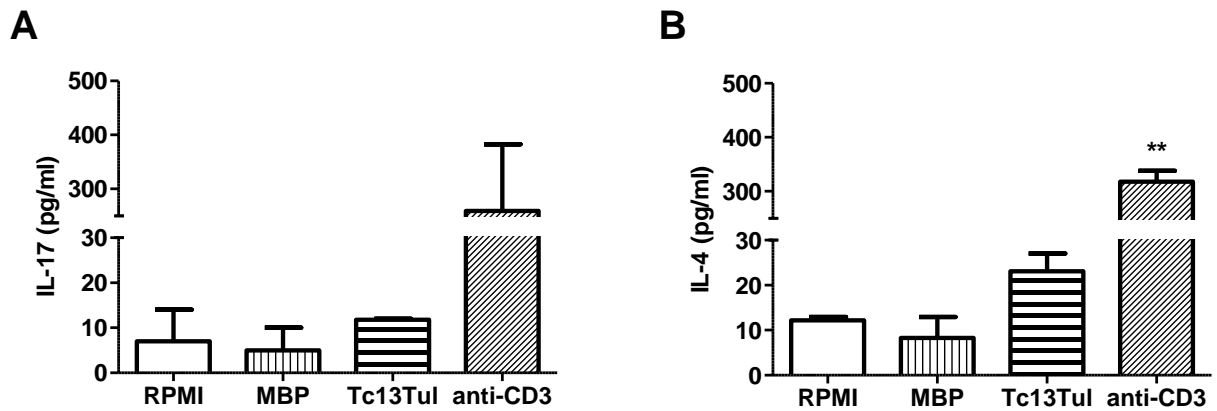 A
B
500
400
300
30
20
10
0
IL-17 (pg/ml)
RPMI MBP Tc13Tul anti-CD3
500
400
300
30
20
10
0
IL-4 (pg/ml)
**
RPMI MBP Tc13Tul anti-CD3